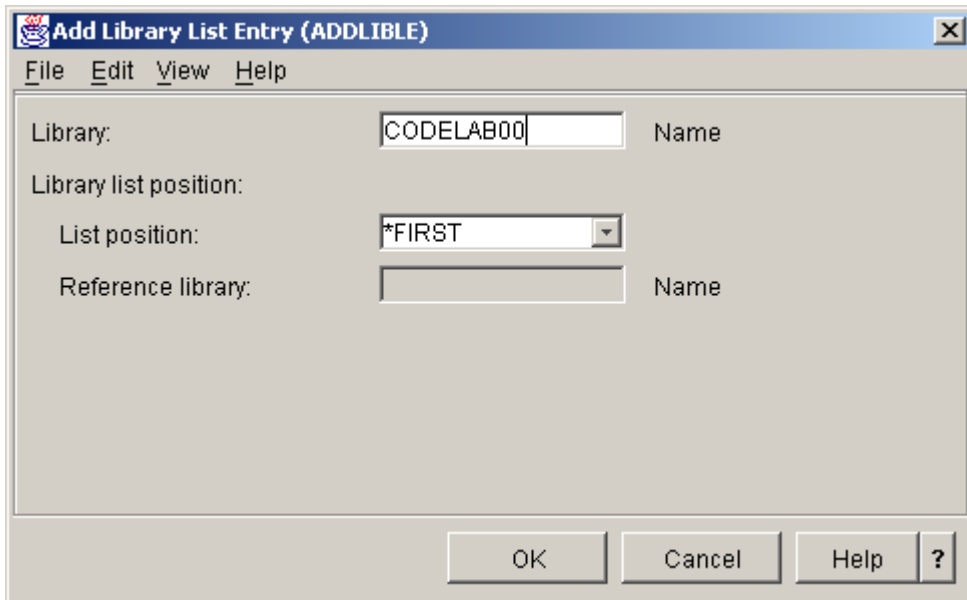 Add Library List Entry (ADDLIBLE)
File Edit View Help
Library: CODELAB00 Name
Library list position:
List position: *FIRST
Reference library: Name
OK Cancel Help ?